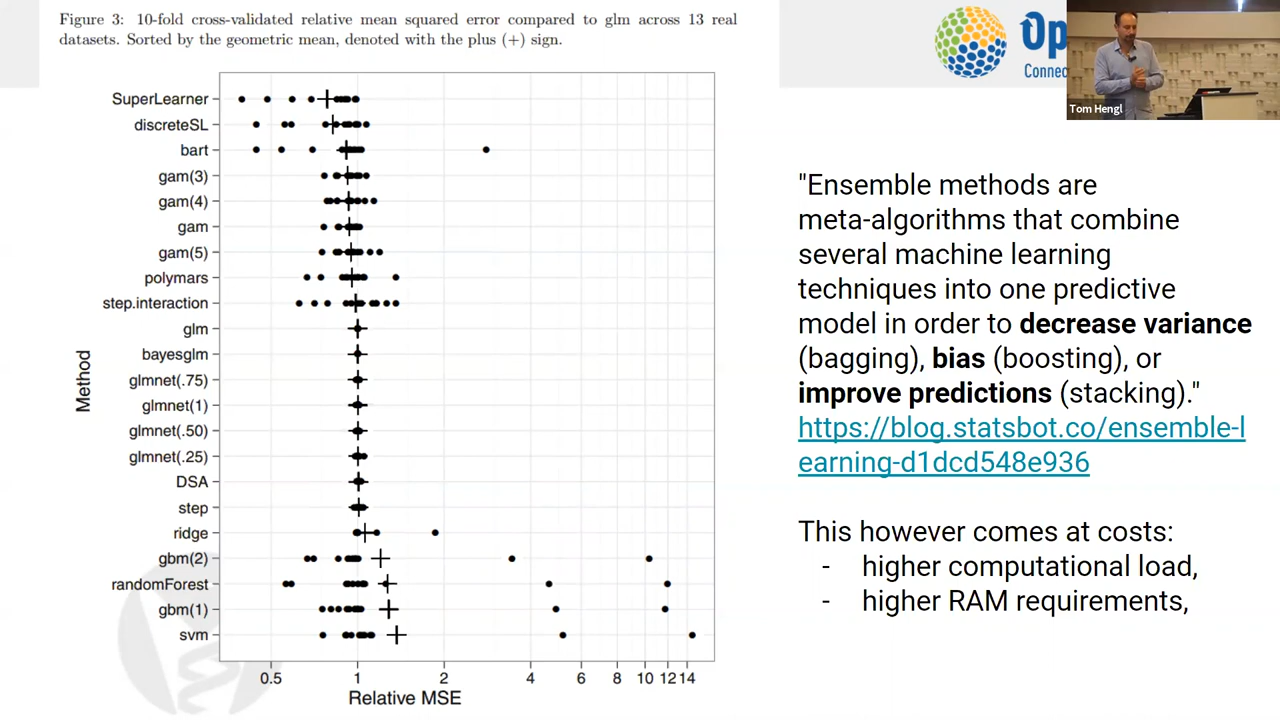 Figure 3: 10-fold cross-validated relative mean squared error compared to glm across 13 real
datasets. Sorted by the geometric mean, denoted with the plus (+) sign.
SuperLearner
discreteSL
bart
gam(3)
gam(4)
gam
gam(5)
polymars
step.interaction
glm
bayesglm
glmnet(.75)
glmnet(1)
glmnet(.50)
glmnet(.25)
DSA
step
ridge
gbm(2)
randomForest
gbm(1)
svm
Method
0.5 1 2 4 6 8 10 12 14
Relative MSE
Op
Connec
Tom Hengl
"Ensemble methods are
meta-algorithms that combine
several machine learning
techniques into one predictive
model in order to decrease variance
(bagging), bias (boosting), or
improve predictions (stacking)."
https://blog.statsbot.co/ensemble-l
earning-d1dcd548e936
This however comes at costs:
- higher computational load,
- higher RAM requirements,